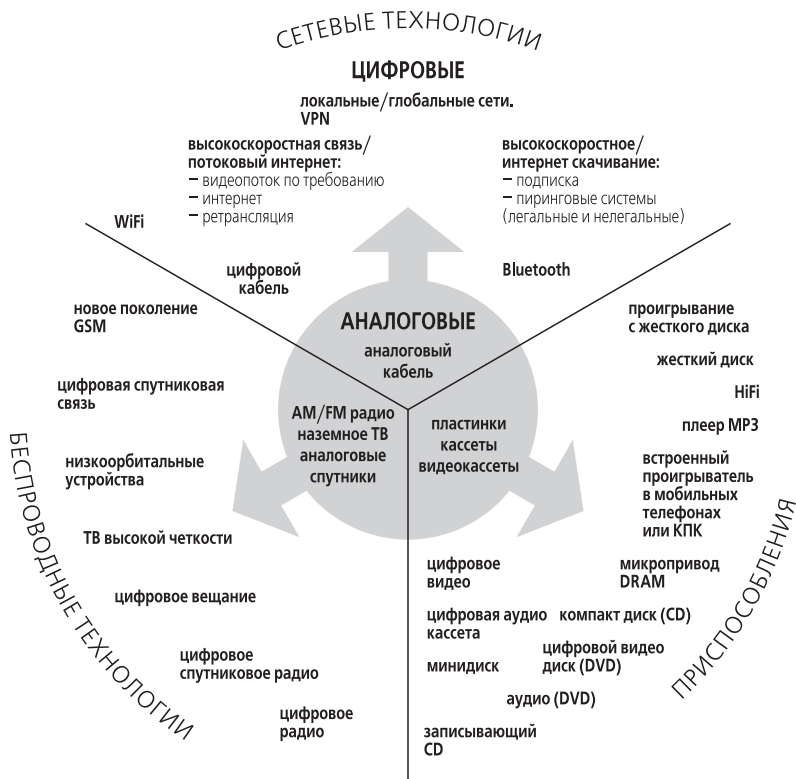 СЕТЕВЫЕ ТЕХНОЛОГИИ
ЦИФРОВЫЕ
локальные/глобальные сети.
VPN
высокоскоростная связь/
потоковый интернет:
– видеопоток по требованию
– интернет
– ретрансляция
высокоскоростное/
интернет скачивание:
– подписка
– пиринговые системы
(легальные и нелегальные)
WiFi
цифровой
кабель
Bluetooth
АНАЛОГОВЫЕ
аналоговый
кабель
AM/FM радио
наземное ТВ
аналоговые
спутники
пластинки
кассеты
видеокассеты
БЕСПРОВОДНЫЕ ТЕХНОЛОГИИ
новое поколение
GSM
цифровая спутниковая
связь
низкоорбитальные
устройства
ТВ высокой четкости
цифровое вещание
цифровое
спутниковое радио
цифровое
радио
ПРИСПОСОБЛЕНИЯ
проигрывание
с жесткого диска
жесткий диск
HiFi
плеер MP3
встроенный
проигрыватель
в мобильных
телефонах
или КПК
микропривод
DRAM
цифровое
видео
цифровая аудио
кассета
компакт диск (CD)
цифровой видео
диск (DVD)
минидиск
аудио (DVD)
записывающий
CD